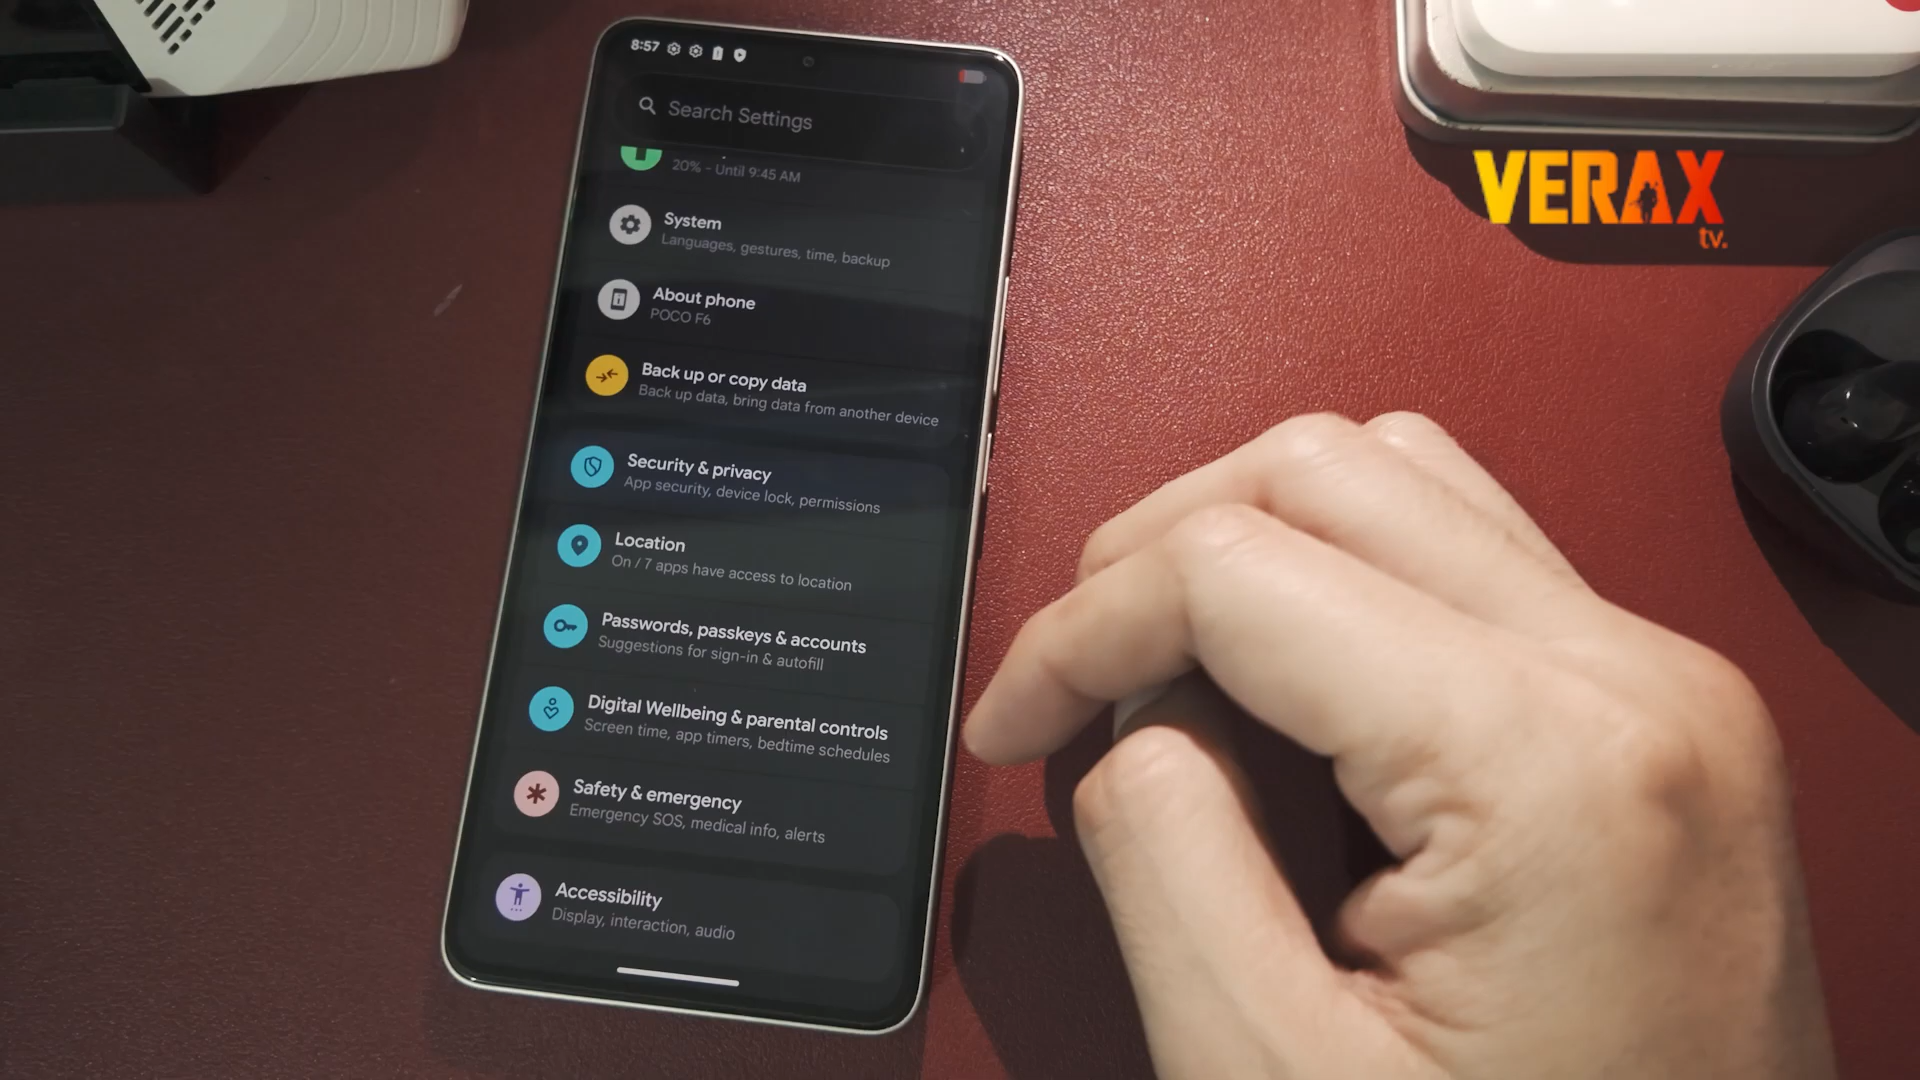 8:57
Search Settings
20% - Until 9:45 AM
System
Languages, gestures, time, backup
About phone
POCO F6
Back up or copy data
Back up data, bring data from another device
Security & privacy
App security, device lock, permissions
Location
On / 7 apps have access to location
Passwords, passkeys & accounts
Suggestions for sign-in & autofill
Digital Wellbeing & parental controls
Screen time, app timers, bedtime schedules
Safety & emergency
Emergency SOS, medical info, alerts
Accessibility
Display, interaction, audio
VERAX
tv.